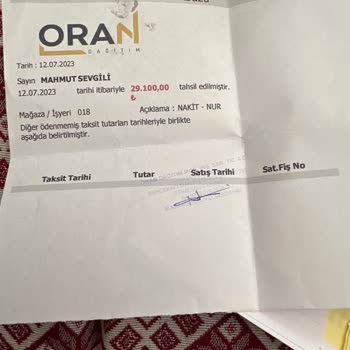 ORAN
DAĞITIM
Tarih : 12.07.2023
Sayın MAHMUT SEVGİLİ
12.07.2023 tarihi itibariyle 29.100,00 ₺ tahsil edilmiştir.
Mağaza / İşyeri 018 Açıklama : NAKİT - NUR
Diğer ödenmemiş taksit tutarları tarihleriyle birlikte
aşağıda belirtilmiştir.
Taksit Tarihi Tutar Satış Tarihi Sat.Fiş No